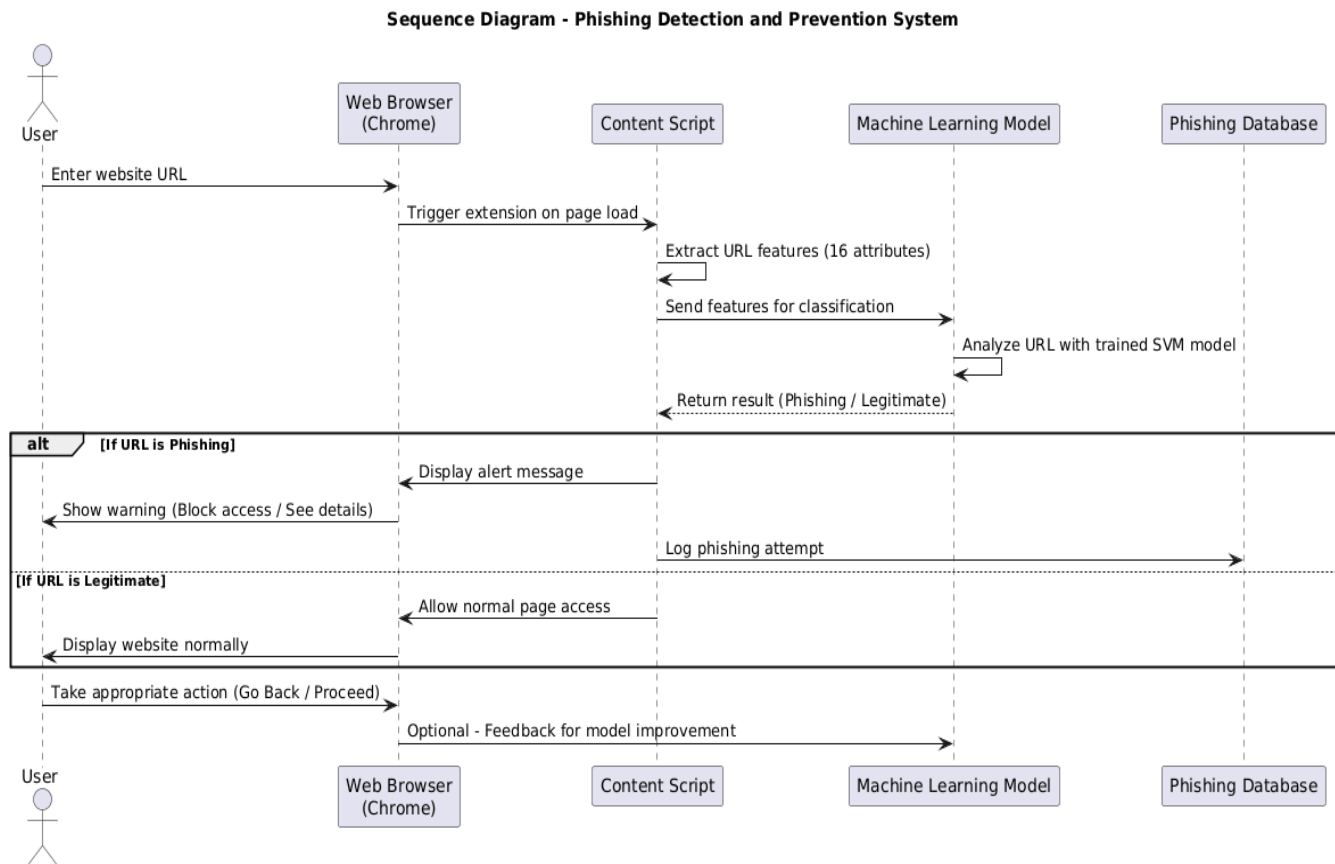 Sequence Diagram - Phishing Detection and Prevention System
User
Web Browser
(Chrome)
Content Script
Machine Learning Model
Phishing Database
Enter website URL
Trigger extension on page load
Extract URL features (16 attributes)
Send features for classification
Analyze URL with trained SVM model
Return result (Phishing / Legitimate)
alt [If URL is Phishing]
Display alert message
Show warning (Block access / See details)
Log phishing attempt
[If URL is Legitimate]
Allow normal page access
Display website normally
Take appropriate action (Go Back / Proceed)
Optional - Feedback for model improvement
User
Web Browser
(Chrome)
Content Script
Machine Learning Model
Phishing Database